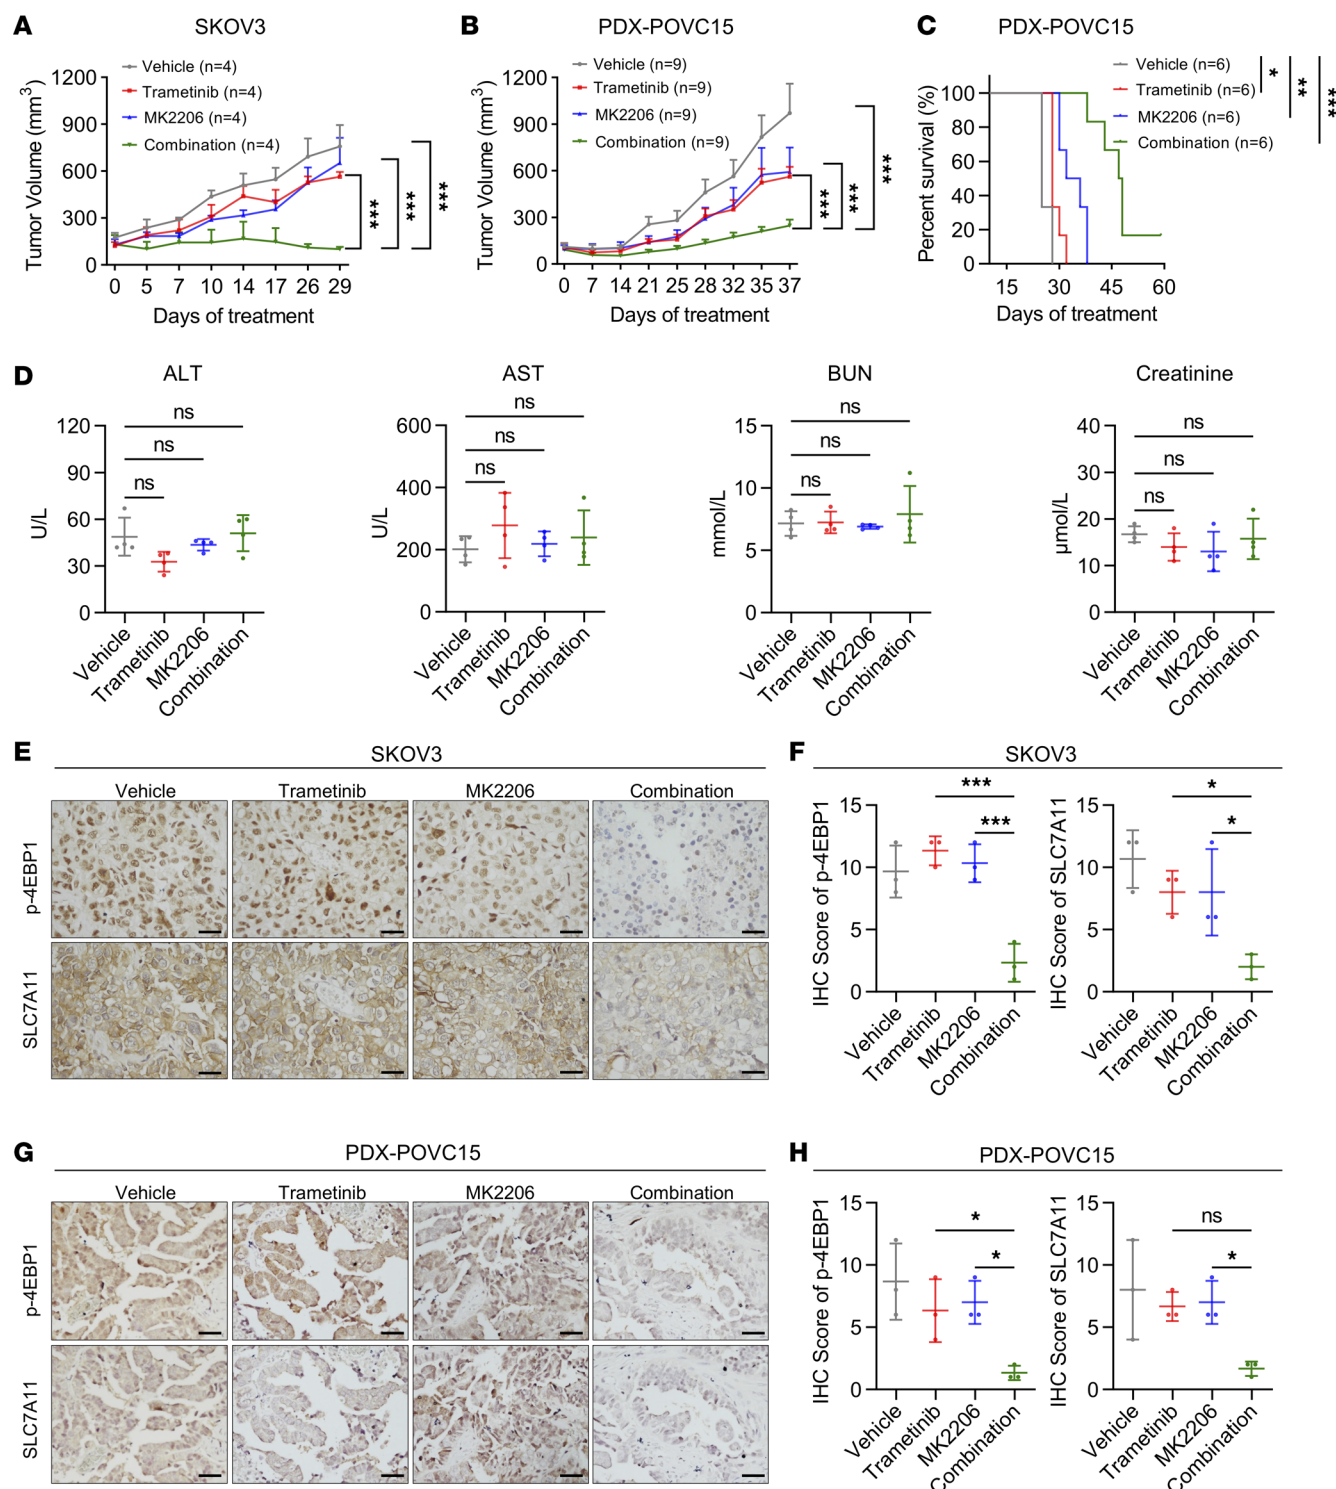 A
SKOV3
Vehicle (n=4)
Trametinib (n=4)
MK2206 (n=4)
Combination (n=4)
Tumor Volume (mm3)
1200
900
600
300
0
0 5 7 10 14 17 26 29
Days of treatment
*** *** ***
B
PDX-POVC15
Vehicle (n=9)
Trametinib (n=9)
MK2206 (n=9)
Combination (n=9)
Tumor Volume (mm3)
1200
900
600
300
0
0 7 14 21 25 28 32 35 37
Days of treatment
*** *** ***
C
PDX-POVC15
Vehicle (n=6)
Trametinib (n=6)
MK2206 (n=6)
Combination (n=6)
* ** ***
Percent survival (%)
100
80
60
40
20
0
15 30 45 60
Days of treatment
D
ALT
U/L
120
90
60
30
0
ns
ns
ns
Vehicle
Trametinib
MK2206
Combination
AST
U/L
600
400
200
0
ns
ns
ns
Vehicle
Trametinib
MK2206
Combination
BUN
mmol/L
15
10
5
0
ns
ns
ns
Vehicle
Trametinib
MK2206
Combination
Creatinine
μmol/L
40
30
20
10
0
ns
ns
ns
Vehicle
Trametinib
MK2206
Combination
E
SKOV3
Vehicle Trametinib MK2206 Combination
p-4EBP1
SLC7A11
F
SKOV3
IHC Score of p-4EBP1
15
10
5
0
***
***
Vehicle
Trametinib
MK2206
Combination
IHC Score of SLC7A11
15
10
5
0
*
*
Vehicle
Trametinib
MK2206
Combination
G
PDX-POVC15
Vehicle Trametinib MK2206 Combination
p-4EBP1
SLC7A11
H
PDX-POVC15
IHC Score of p-4EBP1
15
10
5
0
*
*
Vehicle
Trametinib
MK2206
Combination
IHC Score of SLC7A11
15
10
5
0
ns
*
Vehicle
Trametinib
MK2206
Combination